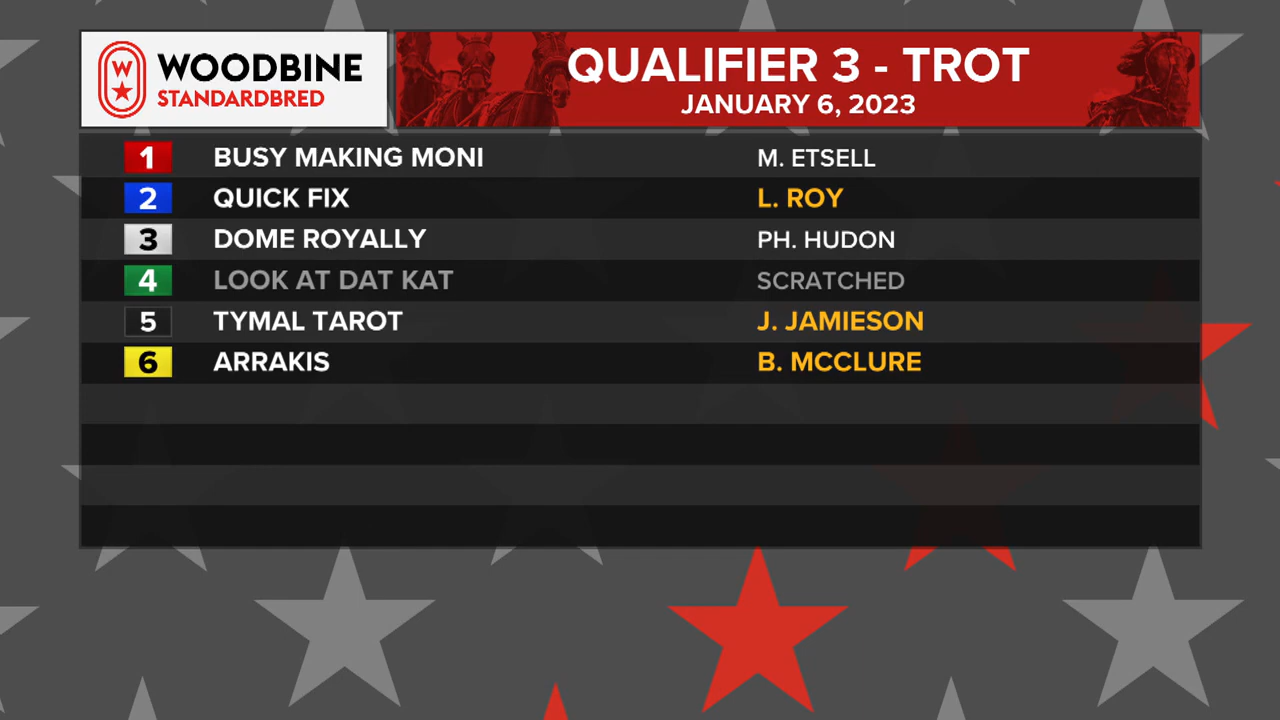 W
WOODBINE
STANDARDBRED
QUALIFIER 3 - TROT
JANUARY 6, 2023
1 BUSY MAKING MONI M. ETSELL
2 QUICK FIX L. ROY
3 DOME ROYALLY PH. HUDON
4 LOOK AT DAT KAT SCRATCHED
5 TYMAL TAROT J. JAMIESON
6 ARRAKIS B. MCCLURE